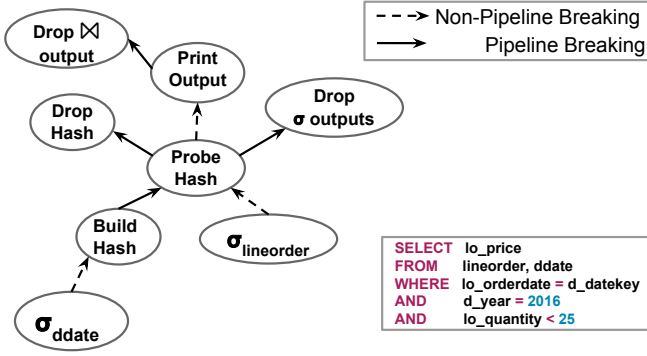 Drop ⋈
output
Print
Output
Non-Pipeline Breaking
Pipeline Breaking
Drop
Hash
Drop
σ outputs
Probe
Hash
Build
Hash
σlineorder
σddate
SELECT lo_price
FROM lineorder, ddate
WHERE lo_orderdate = d_datekey
AND d_year = 2016
AND lo_quantity < 25